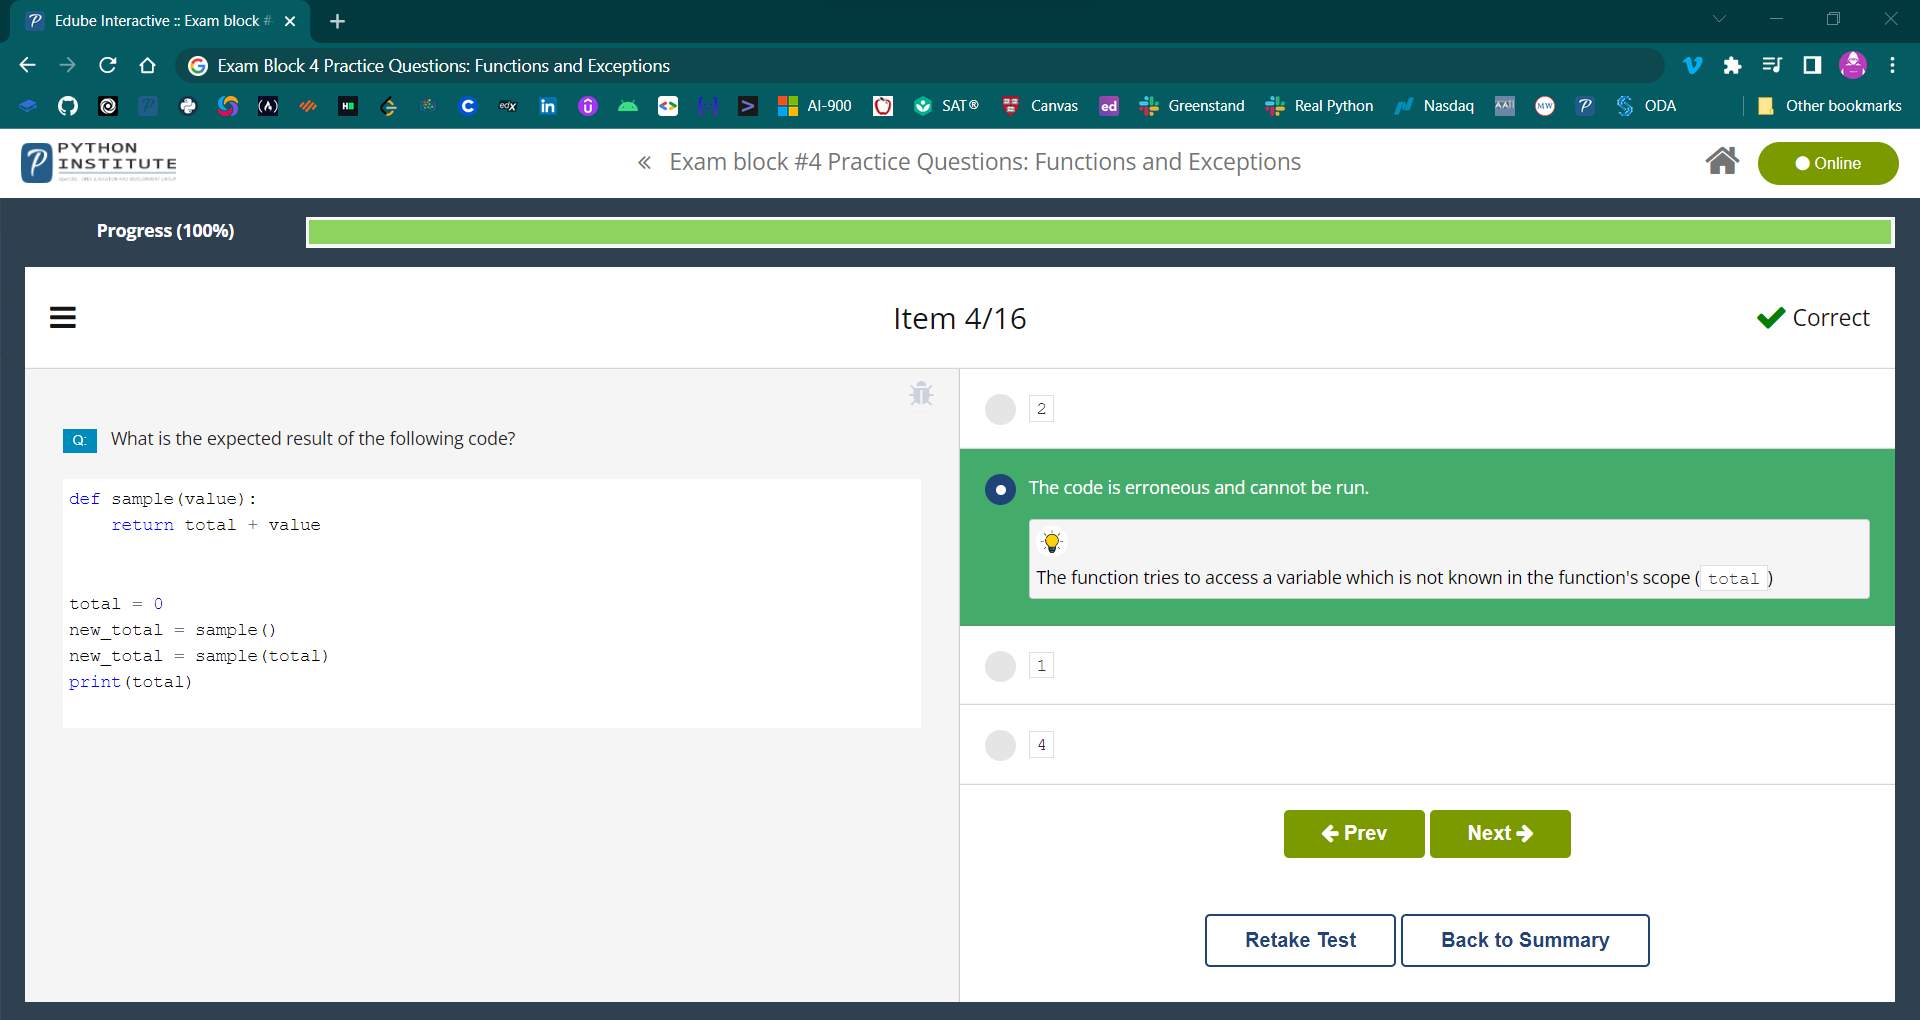 Edube Interactive :: Exam block #
Exam Block 4 Practice Questions: Functions and Exceptions
AI-900
SAT®
Canvas
ed
Greenstand
Real Python
Nasdaq
ODA
Other bookmarks
PYTHON
INSTITUTE
« Exam block #4 Practice Questions: Functions and Exceptions
Online
Progress (100%)
Item 4/16
Correct
Q: What is the expected result of the following code?
def sample(value):
    return total + value
total = 0
new_total = sample()
new_total = sample(total)
print(total)
2
The code is erroneous and cannot be run.
The function tries to access a variable which is not known in the function's scope ( total )
1
4
Prev
Next
Retake Test
Back to Summary